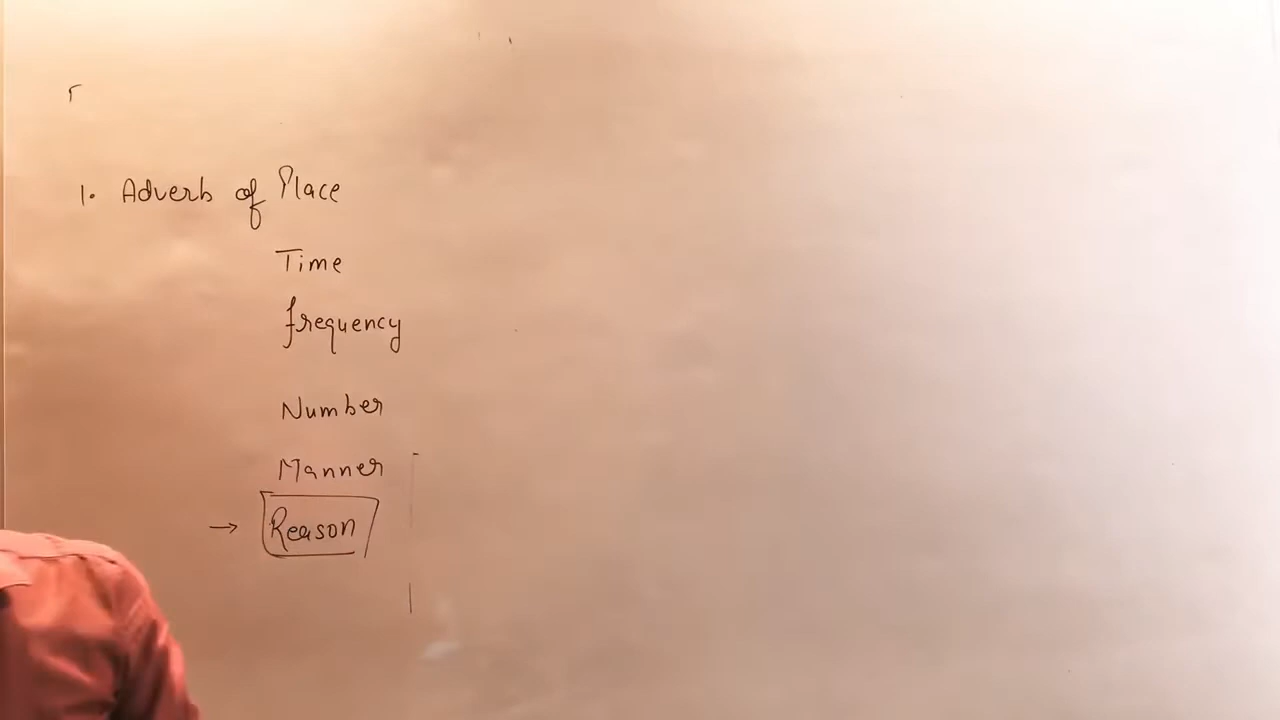 1. Adverb of Place
Time
frequency
Number
Manner
→ Reason